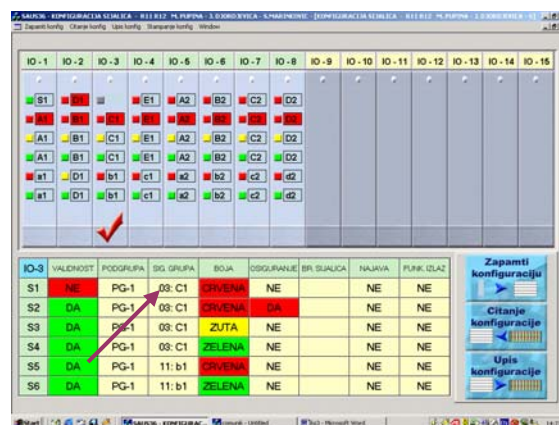 SAUS36 - KONFIGURACIJA SIJALICA - R11 R12 M.PUPINA - S.DJORDJEVICA - S.MARINKOVIC
Zapamti konfig Citanje konfig Upis konfig Stampanje konfig Window
IO - 1 IO - 2 IO - 3 IO - 4 IO - 5 IO - 6 IO - 7 IO - 8 IO - 9 IO - 10 IO - 11 IO - 12 IO - 13 IO - 14 IO - 15
S1 D1 E1 A2 B2 C2 D2
A1 B1 C1 E1 A2 B2 C2 D2
A1 B1 C1 E1 A2 B2 C2 D2
A1 B1 C1 E1 A2 B2 C2 D2
a1 D1 b1 c1 a2 b2 c2 d2
a1 D1 b1 c1 a2 b2 c2 d2
IO-3 VALIDNOST PODGRUPA SIG. GRUPA BOJA OSIGURANJE BR. SIJALICA NAJAVA FUNK. IZLAZ
S1 NE PG-1 03: C1 CRVENA NE NE NE
S2 DA PG-1 03: C1 CRVENA DA NE NE
S3 DA PG-1 03: C1 ZUTA NE NE NE
S4 DA PG-1 03: C1 ZELENA NE NE NE
S5 DA PG-1 11: b1 CRVENA NE NE NE
S6 DA PG-1 11: b1 ZELENA NE NE NE
Zapamti
konfiguraciju
Citanje
konfiguracije
Upis
konfiguracije
Start SAUS36 - KONFIGURAC... Untitled Microsoft Word